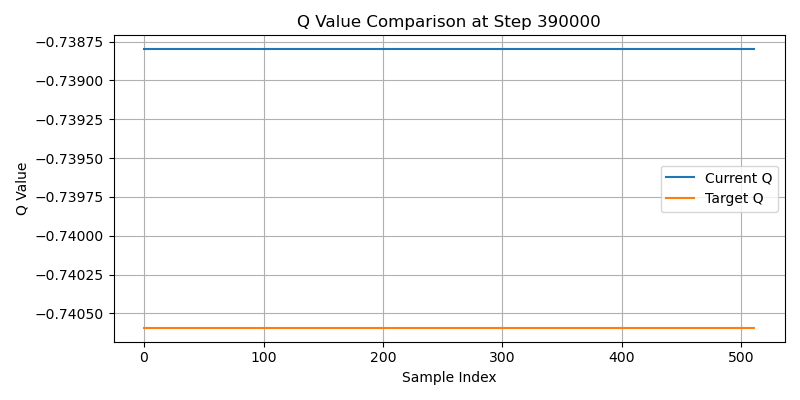 Q Value Comparison at Step 390000
−0.73875
−0.73900
−0.73925
−0.73950
−0.73975
−0.74000
−0.74025
−0.74050
Q Value
Current Q
Target Q
0 100 200 300 400 500
Sample Index